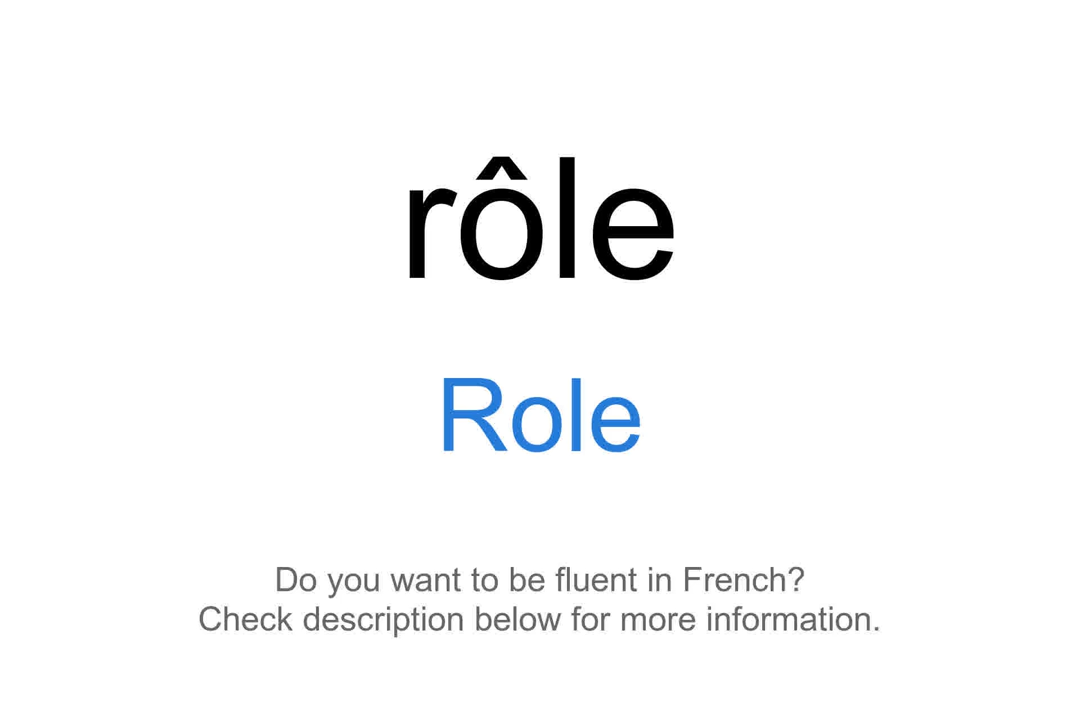 rôle
Role
Do you want to be fluent in French?
Check description below for more information.